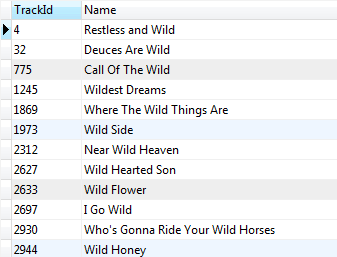 TrackId Name
4 Restless and Wild
32 Deuces Are Wild
775 Call Of The Wild
1245 Wildest Dreams
1869 Where The Wild Things Are
1973 Wild Side
2312 Near Wild Heaven
2627 Wild Hearted Son
2633 Wild Flower
2697 I Go Wild
2930 Who's Gonna Ride Your Wild Horses
2944 Wild Honey